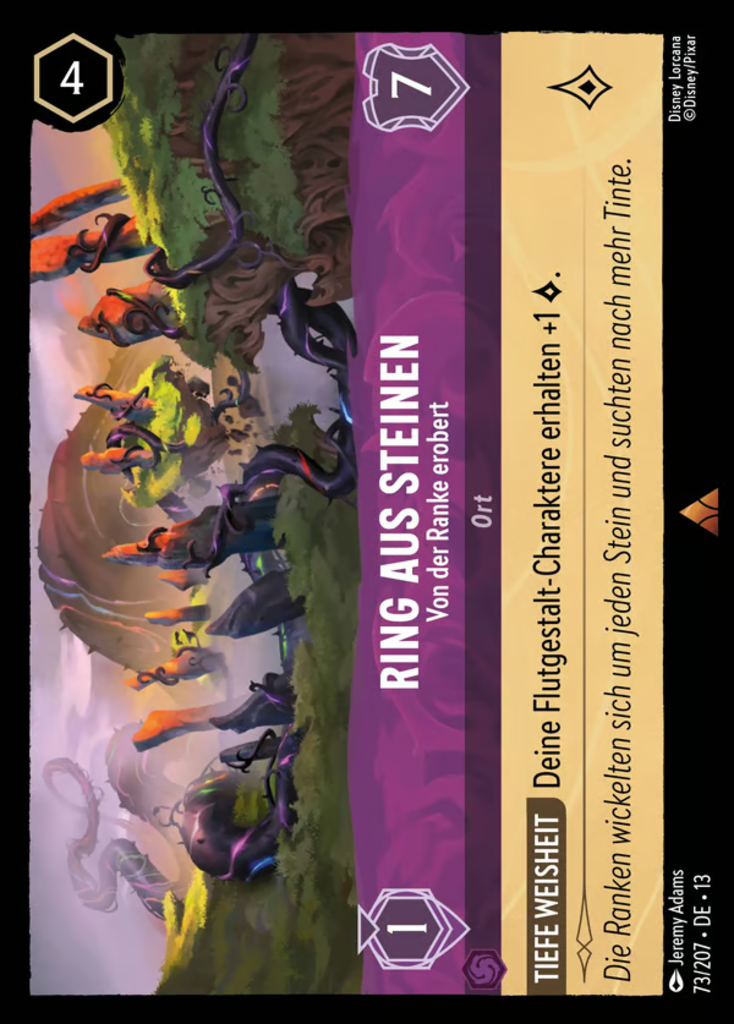 4
7
RING AUS STEINEN
Von der Ranke erobert
1
Ort
TIEFE WEISHEIT Deine Flutgestalt-Charaktere erhalten +1 .
Die Ranken wickelten sich um jeden Stein und suchten nach mehr Tinte.
Jeremy Adams
73/207 • DE • 13
Disney Lorcana
©Disney/Pixar